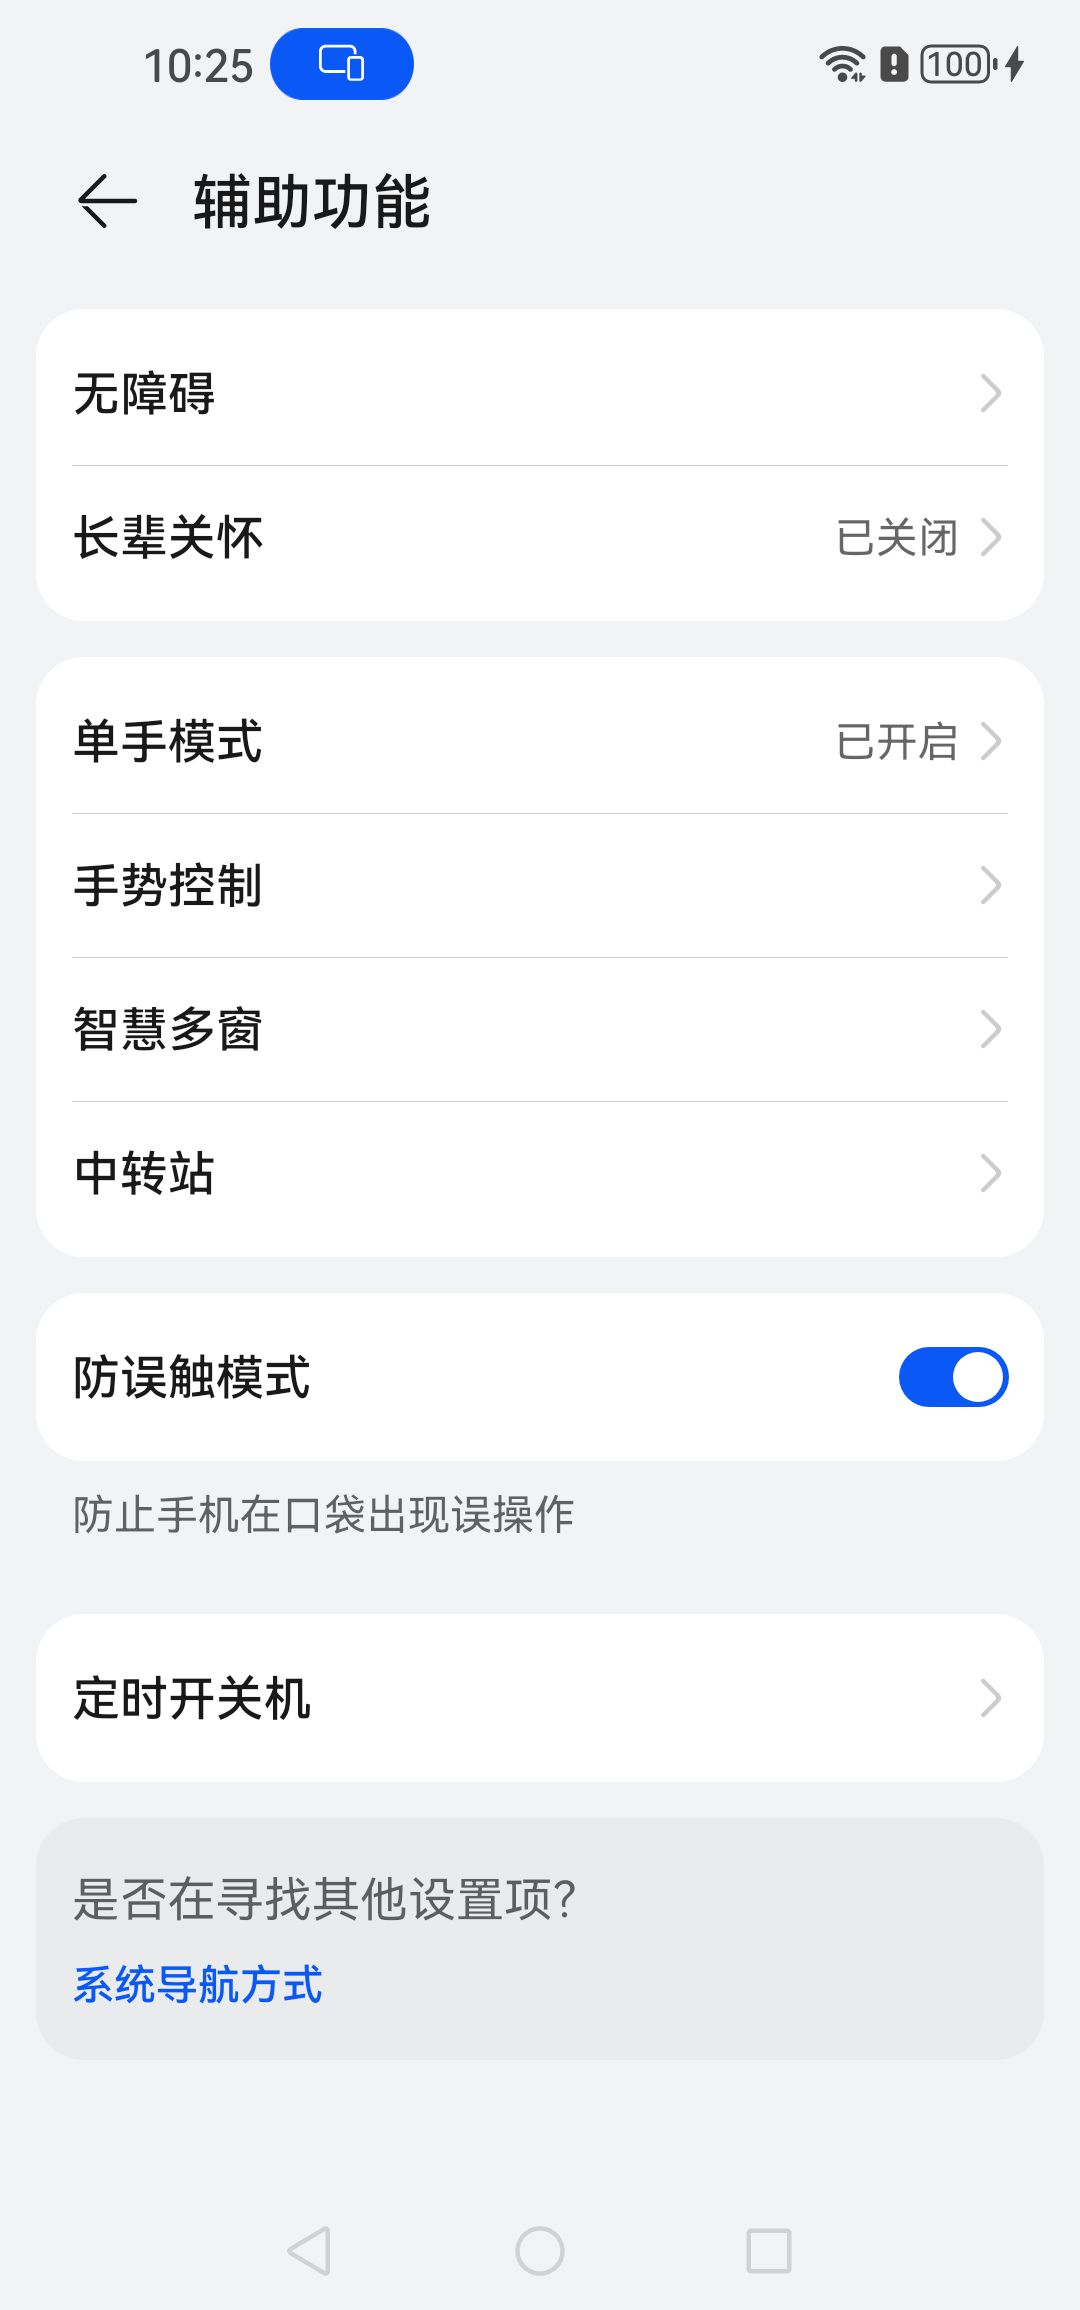 10:25
100
辅助功能
无障碍
长辈关怀 已关闭
单手模式 已开启
手势控制
智慧多窗
中转站
防误触模式
防止手机在口袋出现误操作
定时开关机
是否在寻找其他设置项?
系统导航方式